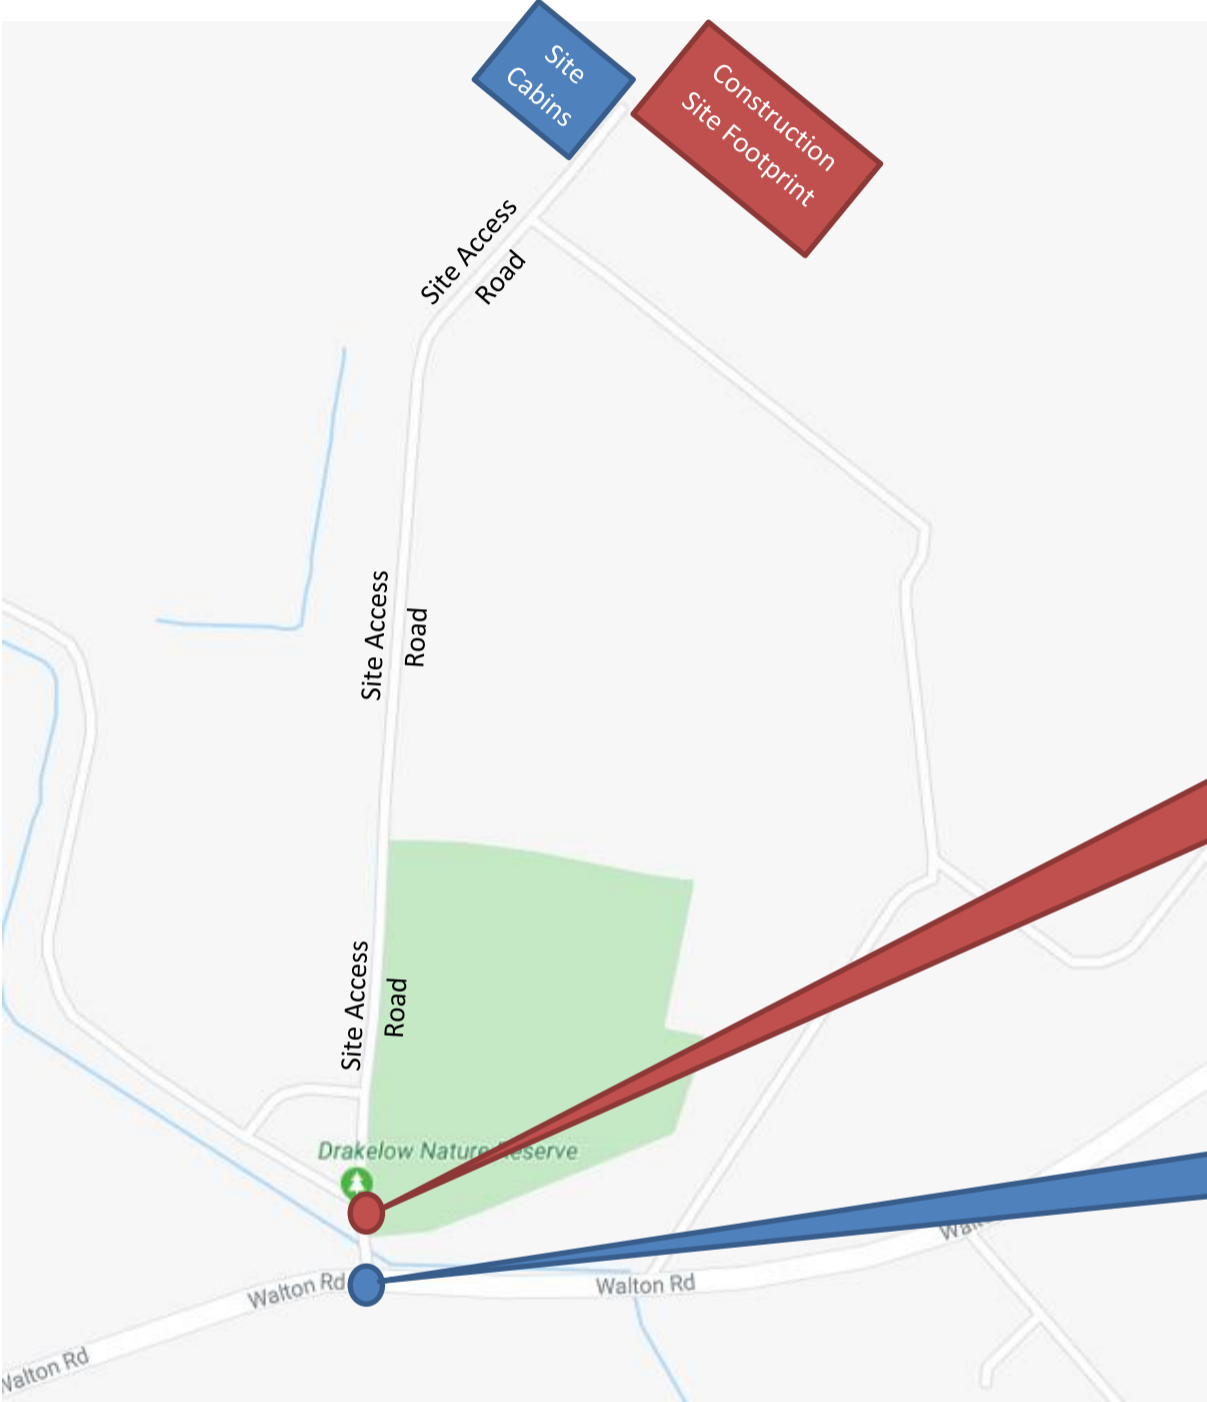 Site
Cabins
Construction
Site Footprint
Site Access
Road
Site Access
Road
Site Access
Road
Drakelow Nature Reserve
Walton Rd
Walton Rd
Walton Rd